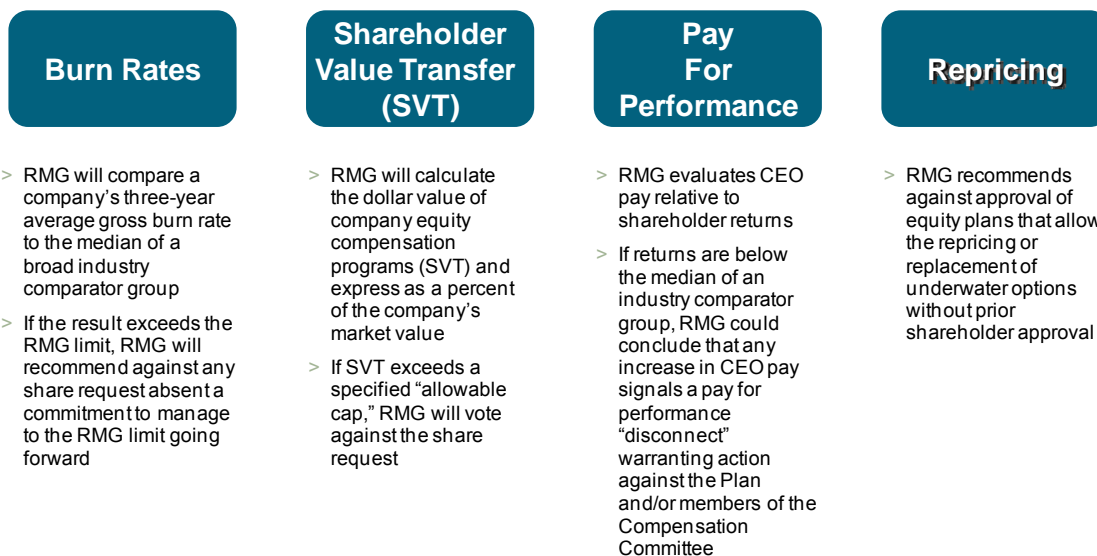 Burn Rates
> RMG will compare a
company's three-year
average gross burn rate
to the median of a
broad industry
comparator group
> If the result exceeds the
RMG limit, RMG will
recommend against any
share request absent a
commitment to manage
to the RMG limit going
forward
Shareholder
Value Transfer
(SVT)
> RMG will calculate
the dollar value of
company equity
compensation
programs (SVT) and
express as a percent
of the company's
market value
> If SVT exceeds a
specified “allowable
cap,” RMG will vote
against the share
request
Pay
For
Performance
> RMG evaluates CEO
pay relative to
shareholder returns
> If returns are below
the median of an
industry comparator
group, RMG could
conclude that any
increase in CEO pay
signals a pay for
performance
“disconnect”
warranting action
against the Plan
and/or members of the
Compensation
Committee
Repricing
> RMG recommends
against approval of
equity plans that allow
the repricing or
replacement of
underwater options
without prior
shareholder approval